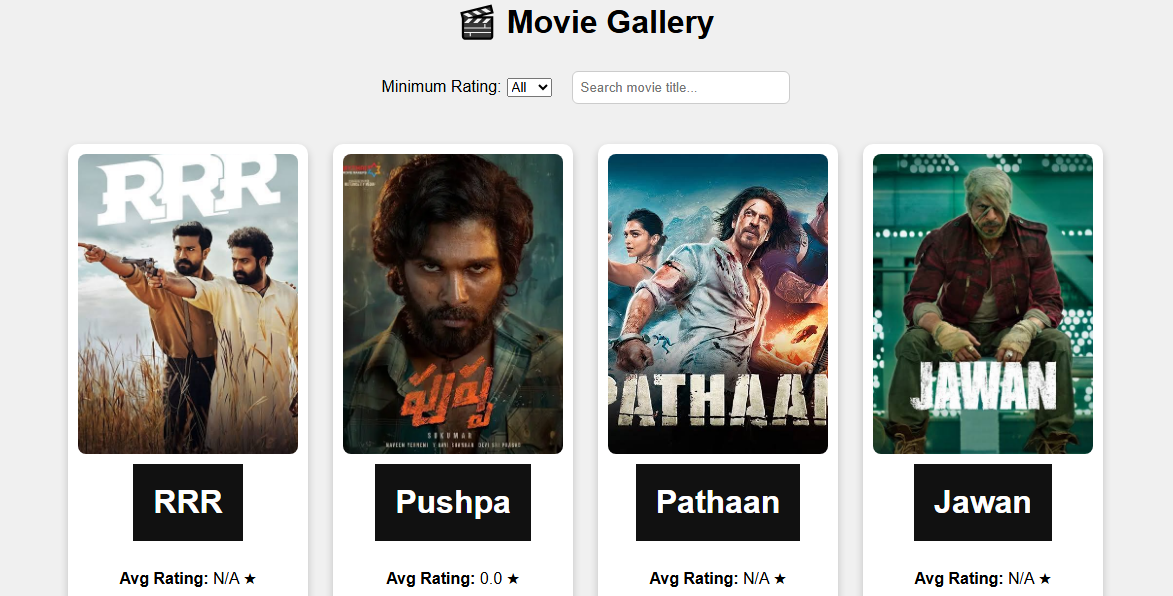 🎬 Movie Gallery
Minimum Rating: All
Search movie title...
RRR
పుష్ప
SUKUMAR
PATHAAN
JAWAN
RRR
Pushpa
Pathaan
Jawan
Avg Rating: N/A ★
Avg Rating: 0.0 ★
Avg Rating: N/A ★
Avg Rating: N/A ★